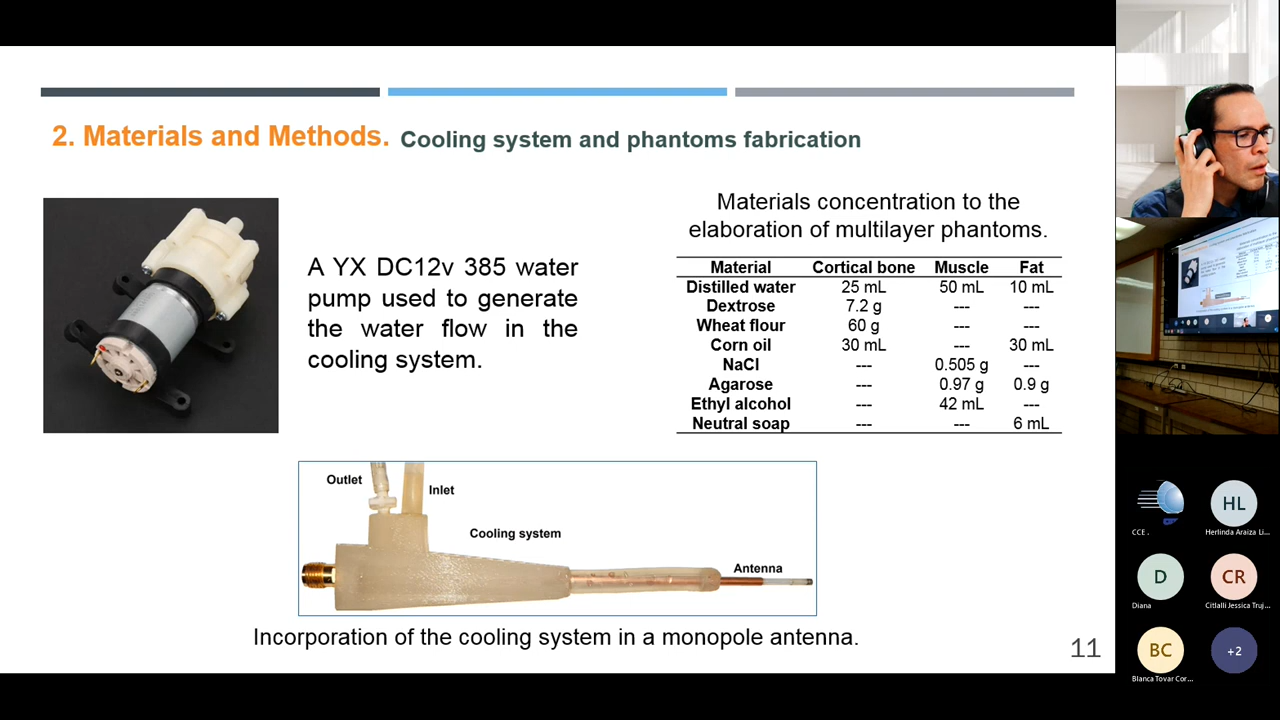 2. Materials and Methods. Cooling system and phantoms fabrication
A YX DC12v 385 water
pump used to generate
the water flow in the
cooling system.
Materials concentration to the
elaboration of multilayer phantoms.
Material Cortical bone Muscle Fat
Distilled water 25 mL 50 mL 10 mL
Dextrose 7.2 g --- ---
Wheat flour 60 g --- ---
Corn oil 30 mL --- 30 mL
NaCl --- 0.505 g ---
Agarose --- 0.97 g 0.9 g
Ethyl alcohol --- 42 mL ---
Neutral soap --- --- 6 mL
Outlet
Inlet
Cooling system
Antenna
Incorporation of the cooling system in a monopole antenna.
11
CCE .
HL
Herlinda Araiza Li...
D
Diana
CR
Citlalli Jessica Truj...
BC
Blanca Tovar Cor...
+2